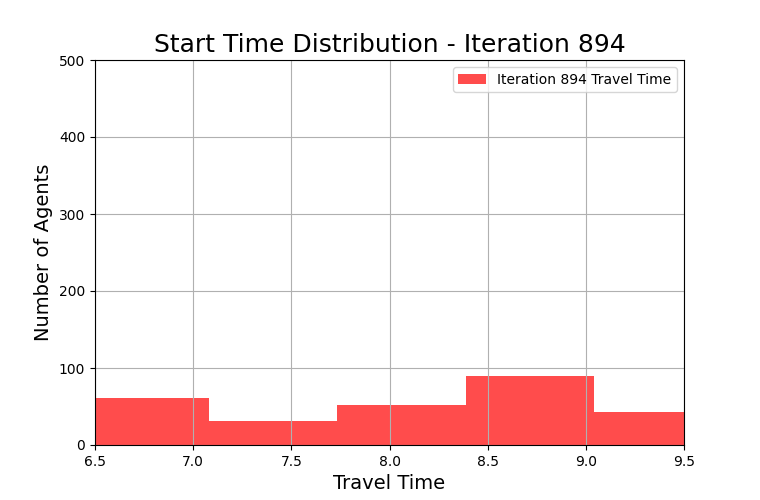 Start Time Distribution - Iteration 894
Iteration 894 Travel Time
Number of Agents
500
400
300
200
100
0
6.5 7.0 7.5 8.0 8.5 9.0 9.5
Travel Time